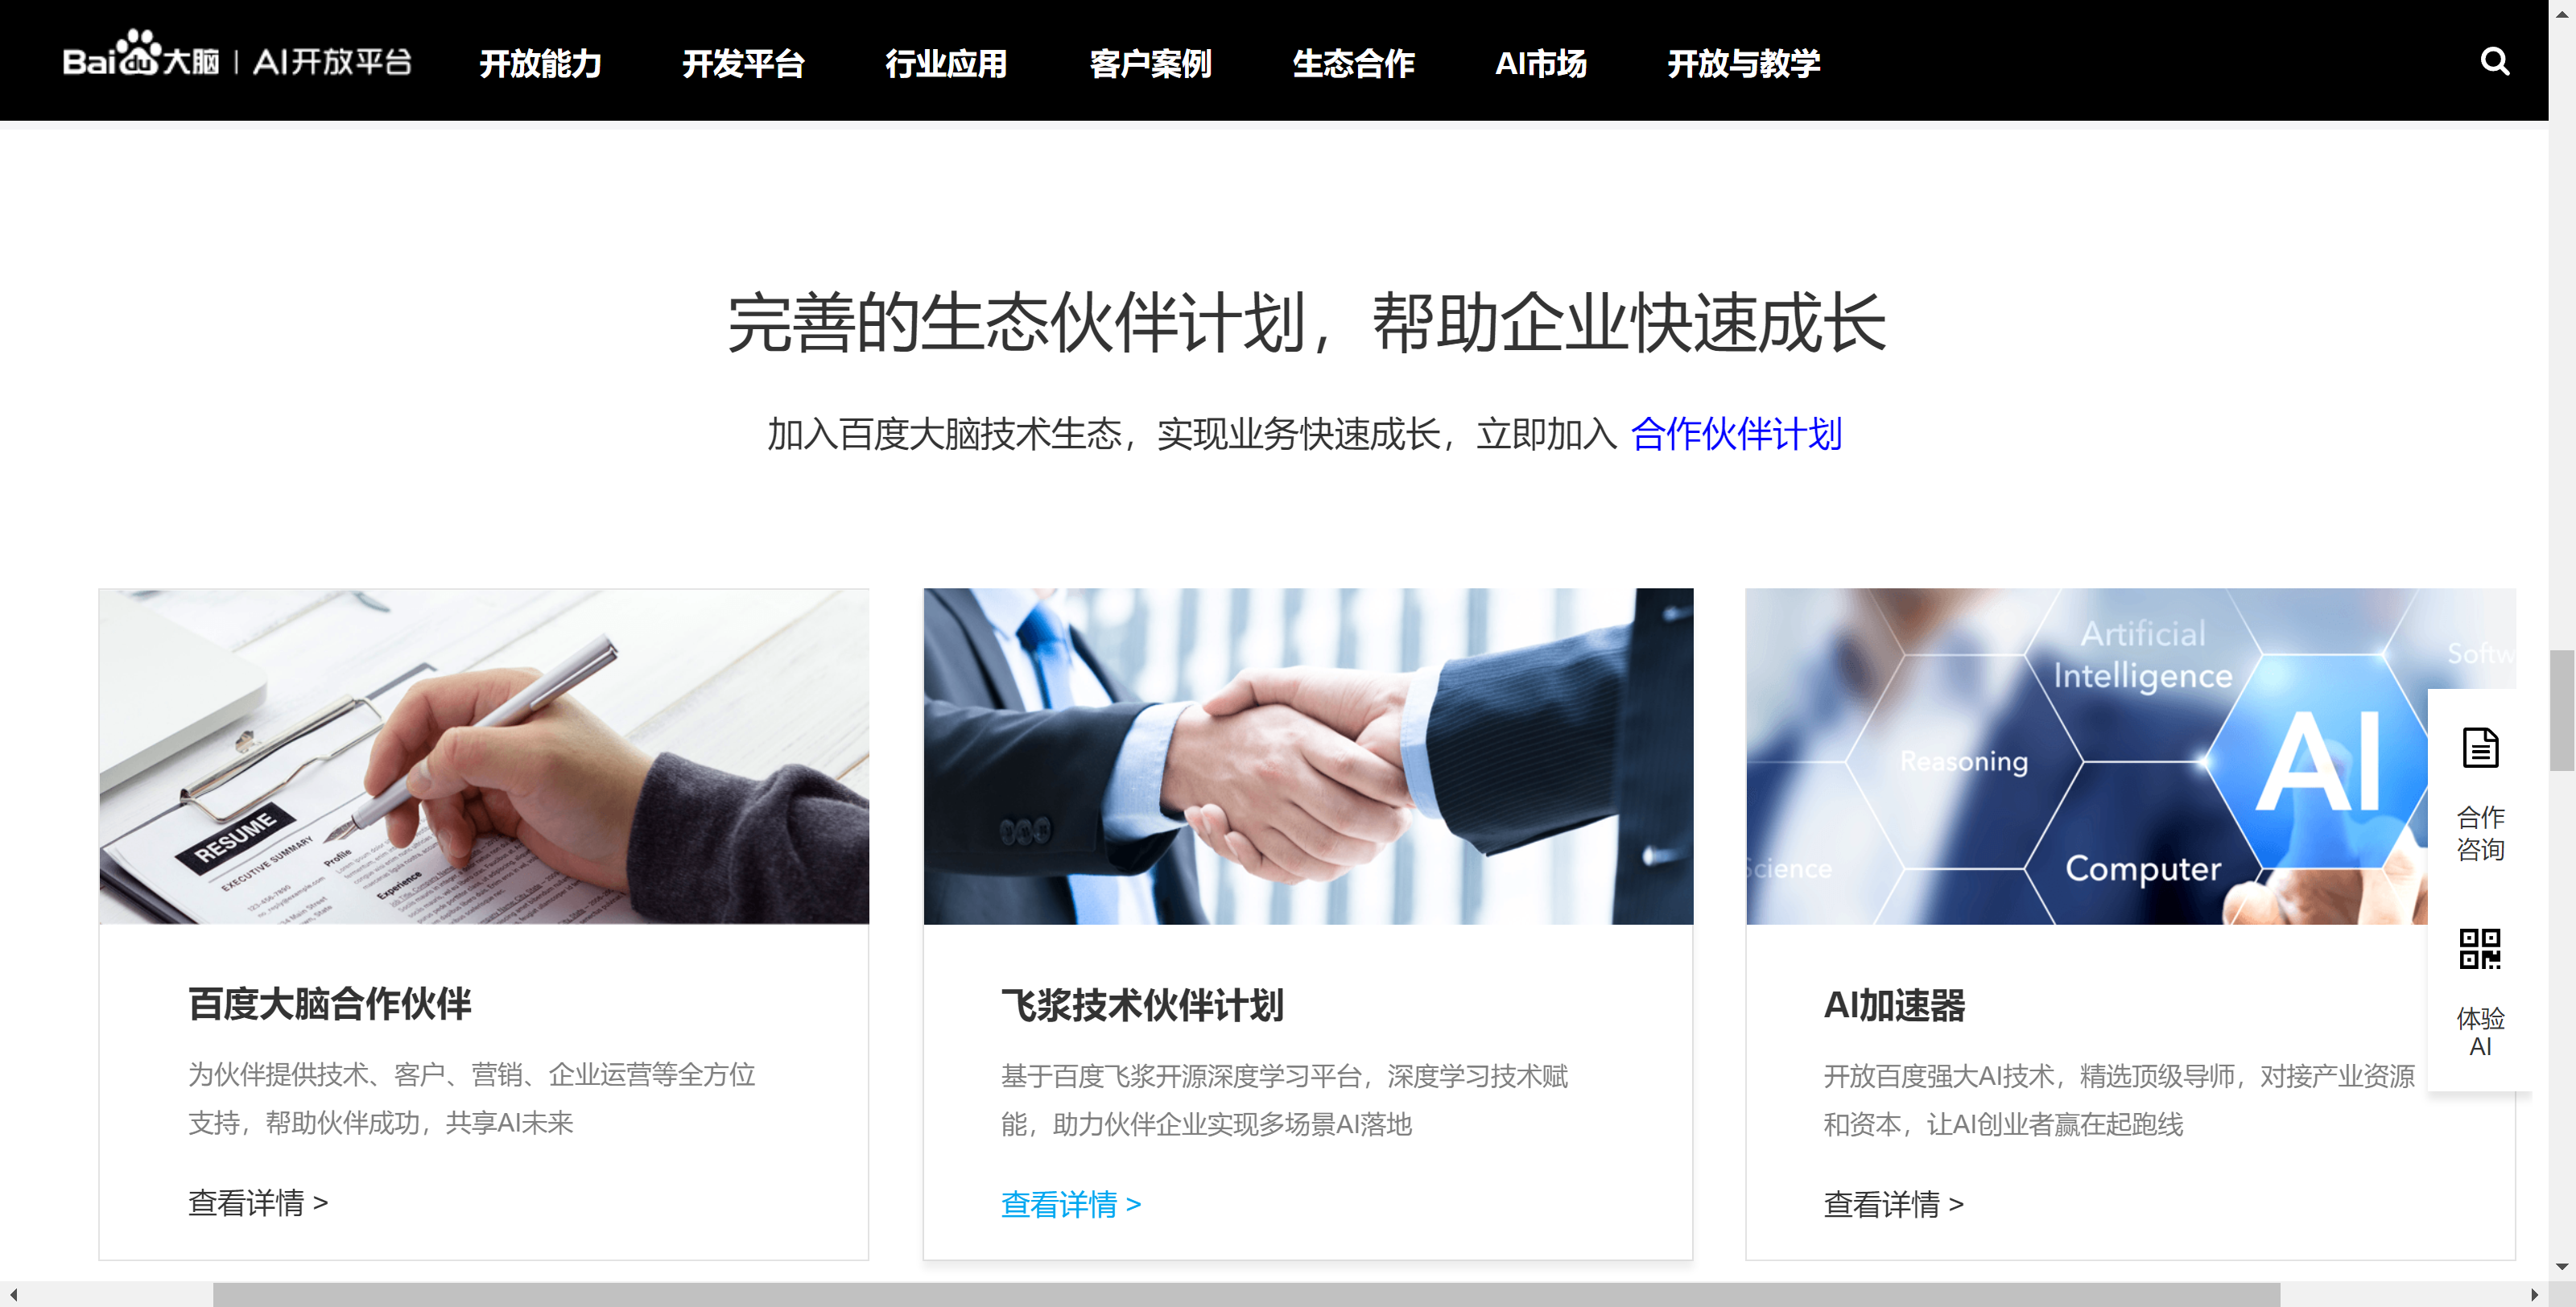 Baidu大脑 | AI开放平台 开放能力 开发平台 行业应用 客户案例 生态合作 AI市场 开放与教学
完善的生态伙伴计划，帮助企业快速成长
加入百度大脑技术生态，实现业务快速成长，立即加入 合作伙伴计划
RESUME
EXECUTIVE SUMMARY
Profile
Experience
123-456-7890
Artificial
Intelligence
Softw
Reasoning
AI
Science
Computer
合作
咨询
体验
AI
百度大脑合作伙伴
为伙伴提供技术、客户、营销、企业运营等全方位
支持，帮助伙伴成功，共享AI未来
查看详情 >
飞浆技术伙伴计划
基于百度飞浆开源深度学习平台，深度学习技术赋
能，助力伙伴企业实现多场景AI落地
查看详情 >
AI加速器
开放百度强大AI技术，精选顶级导师，对接产业资源
和资本，让AI创业者赢在起跑线
查看详情 >